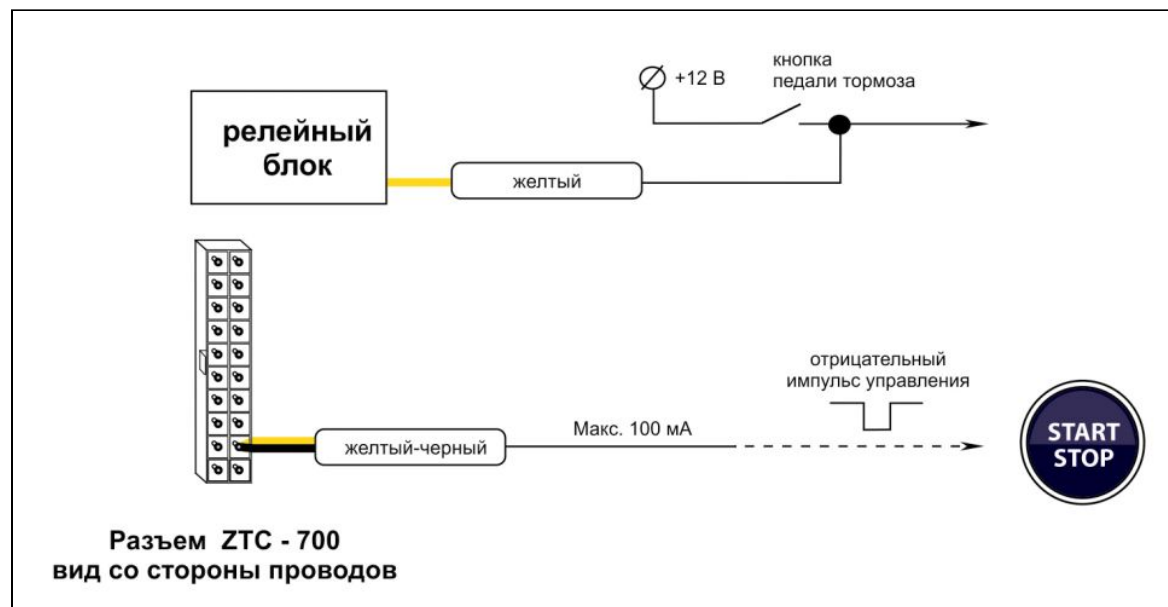 кнопка
+12 В педали тормоза
релейный
блок
желтый
отрицательный
импульс управления
Макс. 100 мА
желтый-черный
START
STOP
Разъем ZTC - 700
вид со стороны проводов